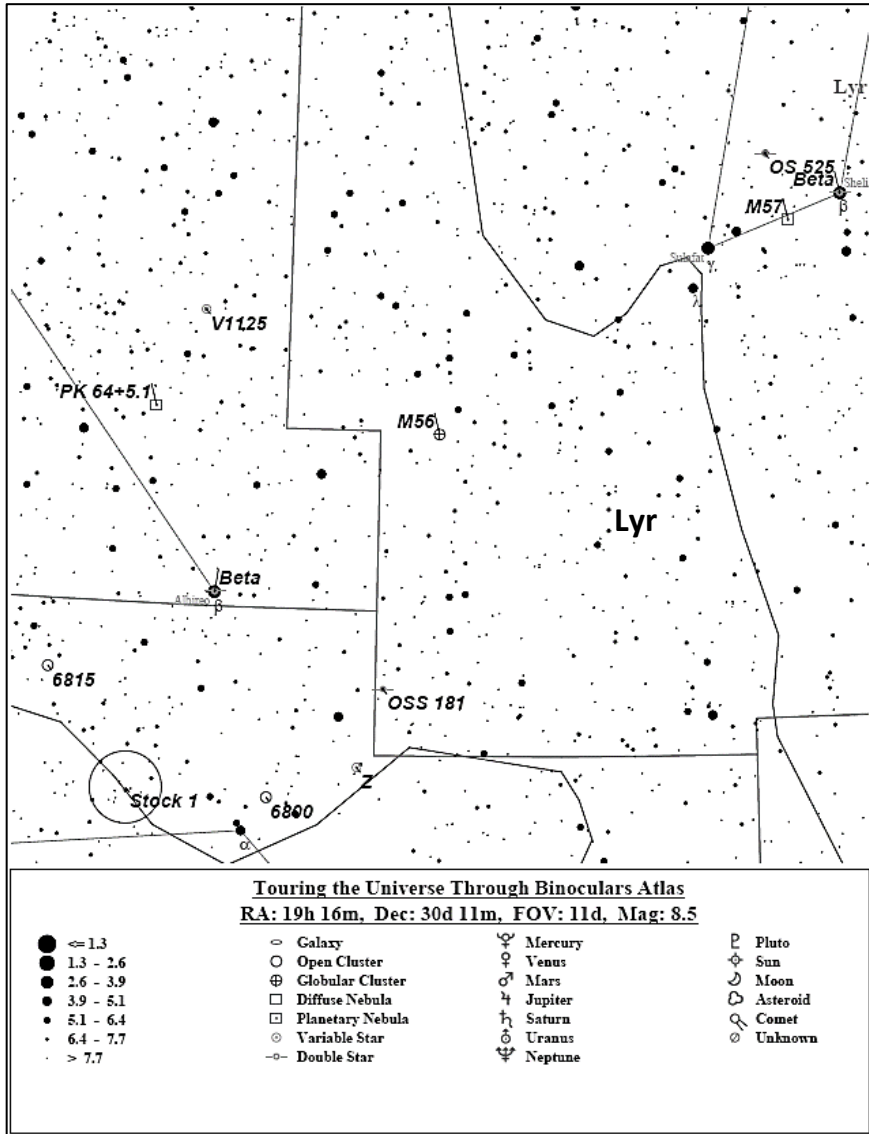 Lyr
OS 525
Beta
Sheli
β
M57
Sulafat
γ
λ
V1125
PK 64+5.1
M56
Lyr
Beta
Albireo
β
6815
OSS 181
Z
Stock 1
6800
α
Touring the Universe Through Binoculars Atlas
RA: 19h 16m, Dec: 30d 11m, FOV: 11d, Mag: 8.5
<= 1.3
1.3 - 2.6
2.6 - 3.9
3.9 - 5.1
5.1 - 6.4
6.4 - 7.7
> 7.7
Galaxy
Open Cluster
Globular Cluster
Diffuse Nebula
Planetary Nebula
Variable Star
Double Star
Mercury
Venus
Mars
Jupiter
Saturn
Uranus
Neptune
Pluto
Sun
Moon
Asteroid
Comet
Unknown